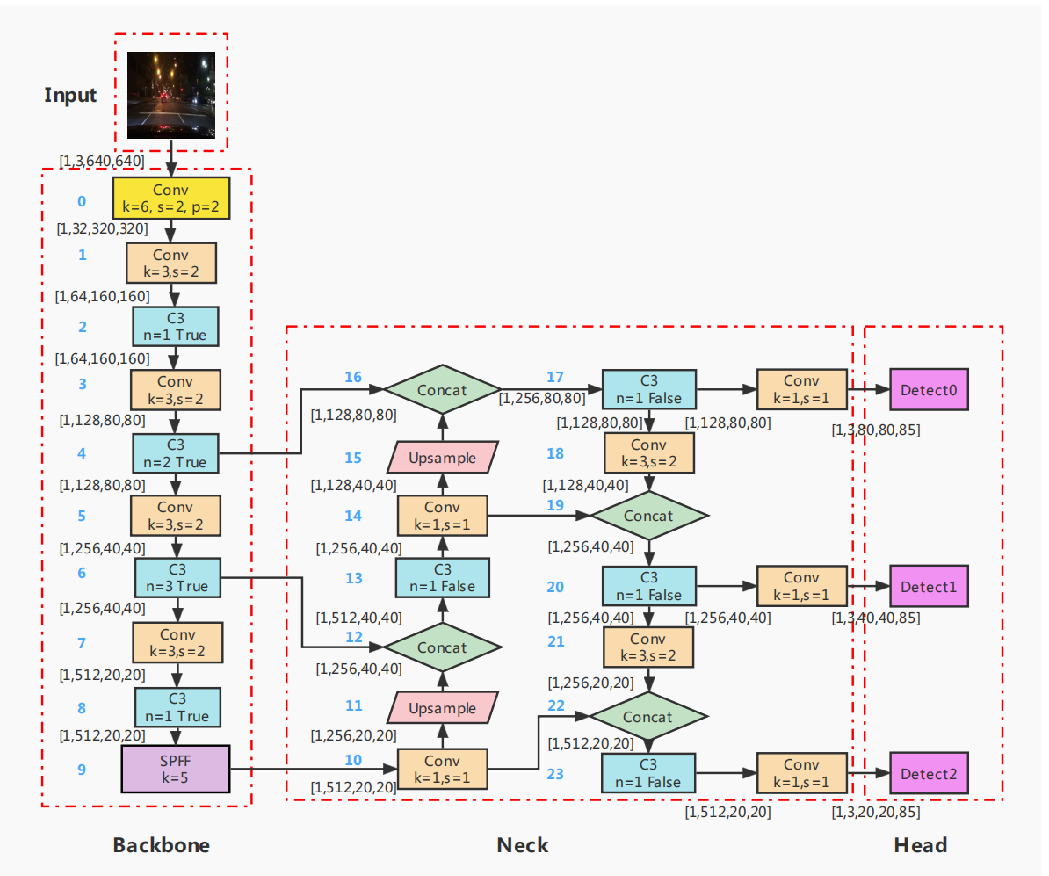 Input
[1,3,640,640]
0
Conv
k=6, s=2, p=2
[1,32,320,320]
1
Conv
k=3,s=2
[1,64,160,160]
2
C3
n=1 True
[1,64,160,160]
3
Conv
k=3,s=2
[1,128,80,80]
4
C3
n=2 True
[1,128,80,80]
5
Conv
k=3,s=2
[1,256,40,40]
6
C3
n=3 True
[1,256,40,40]
7
Conv
k=3,s=2
[1,512,20,20]
8
C3
n=1 True
[1,512,20,20]
9
SPFF
k=5
Backbone
16
Concat
[1,128,80,80]
15
Upsample
[1,128,40,40]
14
Conv
k=1,s=1
[1,256,40,40]
13
C3
n=1 False
[1,512,40,40]
12
Concat
[1,256,40,40]
11
Upsample
[1,256,20,20]
10
Conv
k=1,s=1
[1,512,20,20]
17
[1,256,80,80]
C3
n=1 False
[1,128,80,80]
18
Conv
k=3,s=2
[1,128,40,40]
19
Concat
[1,256,40,40]
20
C3
n=1 False
[1,256,40,40]
21
Conv
k=3,s=2
[1,256,20,20]
22
Concat
[1,512,20,20]
23
C3
n=1 False
Conv
k=1,s=1
[1,128,80,80]
Conv
k=1,s=1
[1,256,40,40]
Conv
k=1,s=1
[1,512,20,20]
Neck
Detect0
[1,3,80,80,85]
Detect1
[1,3,40,40,85]
Detect2
[1,3,20,20,85]
Head